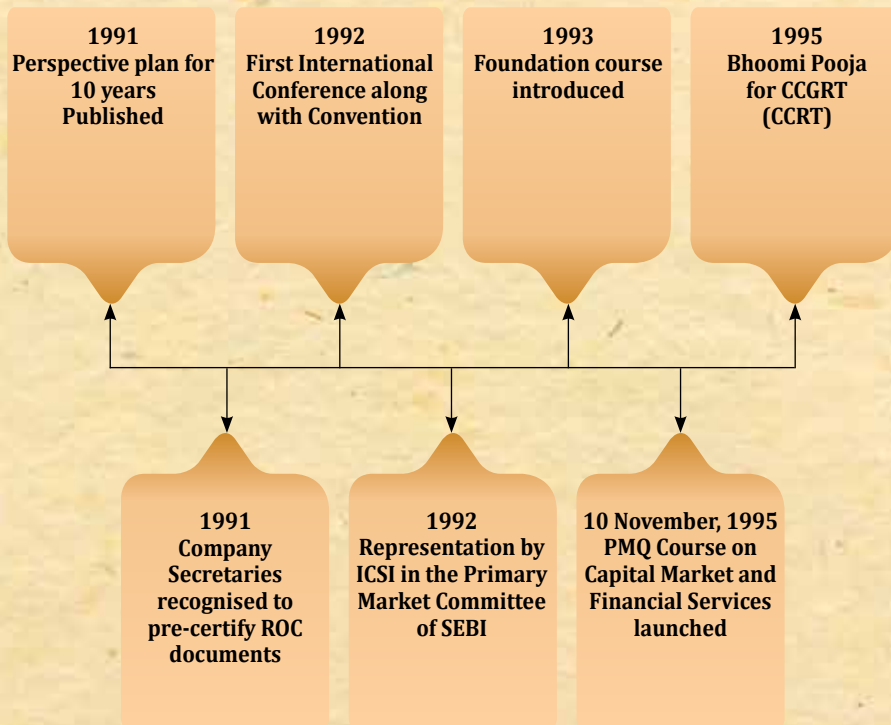 1991
Perspective plan for
10 years
Published
1992
First International
Conference along
with Convention
1993
Foundation course
introduced
1995
Bhoomi Pooja
for CCGRT
(CCRT)
1991
Company
Secretaries
recognised to
pre-certify ROC
documents
1992
Representation by
ICSI in the Primary
Market Committee
of SEBI
10 November, 1995
PMQ Course on
Capital Market and
Financial Services
launched